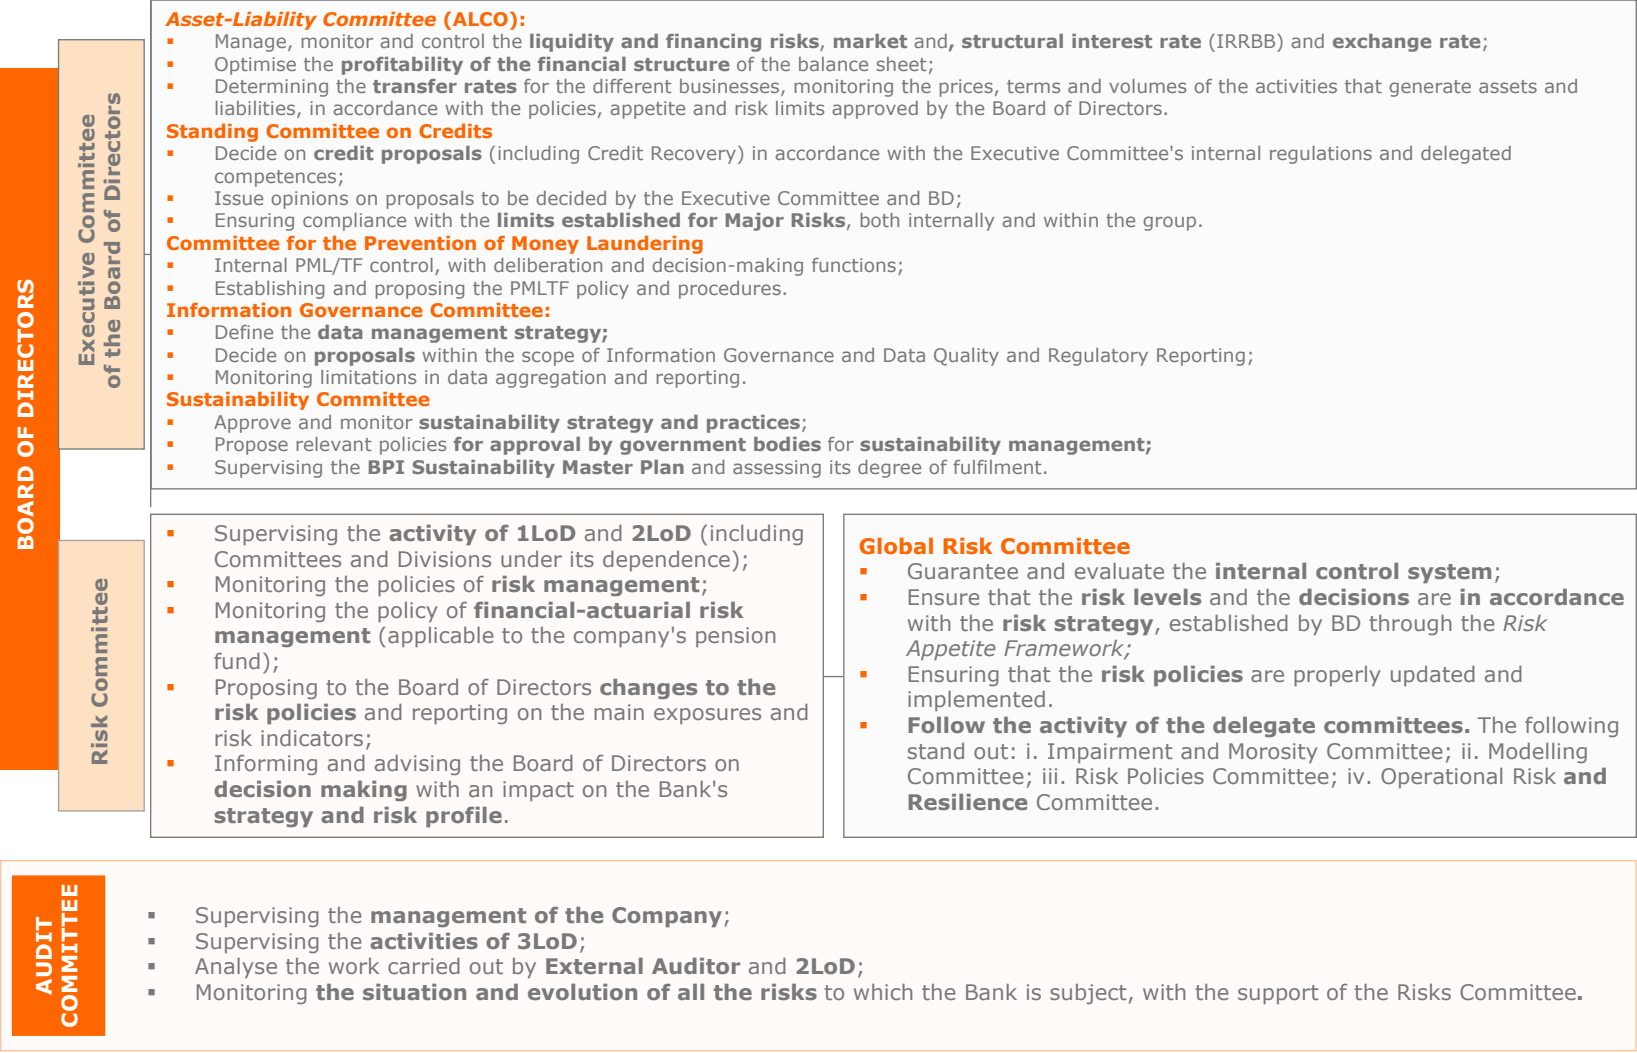 BOARD OF DIRECTORS
Executive Committee
of the Board of Directors
Asset-Liability Committee (ALCO):
▪ Manage, monitor and control the liquidity and financing risks, market and, structural interest rate (IRRBB) and exchange rate;
▪ Optimise the profitability of the financial structure of the balance sheet;
▪ Determining the transfer rates for the different businesses, monitoring the prices, terms and volumes of the activities that generate assets and
liabilities, in accordance with the policies, appetite and risk limits approved by the Board of Directors.
Standing Committee on Credits
▪ Decide on credit proposals (including Credit Recovery) in accordance with the Executive Committee's internal regulations and delegated
competences;
▪ Issue opinions on proposals to be decided by the Executive Committee and BD;
▪ Ensuring compliance with the limits established for Major Risks, both internally and within the group.
Committee for the Prevention of Money Laundering
▪ Internal PML/TF control, with deliberation and decision-making functions;
▪ Establishing and proposing the PMLTF policy and procedures.
Information Governance Committee:
▪ Define the data management strategy;
▪ Decide on proposals within the scope of Information Governance and Data Quality and Regulatory Reporting;
▪ Monitoring limitations in data aggregation and reporting.
Sustainability Committee
▪ Approve and monitor sustainability strategy and practices;
▪ Propose relevant policies for approval by government bodies for sustainability management;
▪ Supervising the BPI Sustainability Master Plan and assessing its degree of fulfilment.
Risk Committee
▪ Supervising the activity of 1LoD and 2LoD (including
Committees and Divisions under its dependence);
▪ Monitoring the policies of risk management;
▪ Monitoring the policy of financial-actuarial risk
management (applicable to the company's pension
fund);
▪ Proposing to the Board of Directors changes to the
risk policies and reporting on the main exposures and
risk indicators;
▪ Informing and advising the Board of Directors on
decision making with an impact on the Bank's
strategy and risk profile.
Global Risk Committee
▪ Guarantee and evaluate the internal control system;
▪ Ensure that the risk levels and the decisions are in accordance
with the risk strategy, established by BD through the Risk
Appetite Framework;
▪ Ensuring that the risk policies are properly updated and
implemented.
▪ Follow the activity of the delegate committees. The following
stand out: i. Impairment and Morosity Committee; ii. Modelling
Committee; iii. Risk Policies Committee; iv. Operational Risk and
Resilience Committee.
AUDIT
COMMITTEE
▪ Supervising the management of the Company;
▪ Supervising the activities of 3LoD;
▪ Analyse the work carried out by External Auditor and 2LoD;
▪ Monitoring the situation and evolution of all the risks to which the Bank is subject, with the support of the Risks Committee.